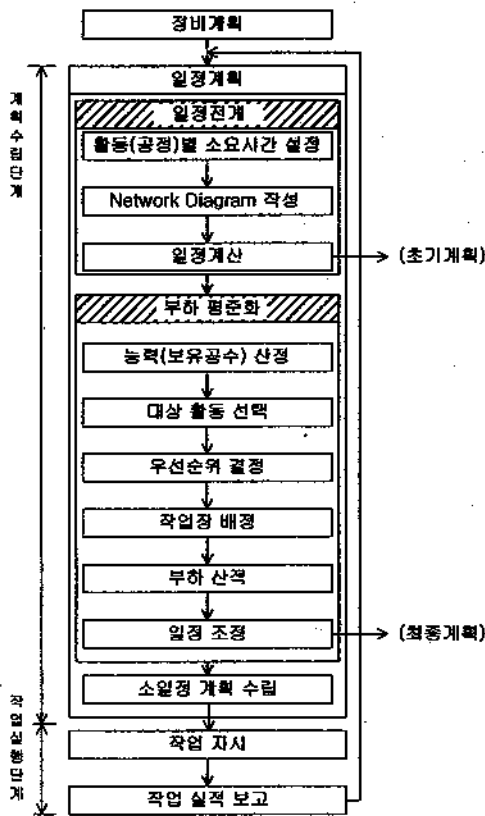 정비계획
일정계획
계획수립단계
일정전개
활동(공정)별 소요시간 설정
Network Diagram 작성
일정계산
(초기계획)
부하 평준화
능력(보유공수) 산정
대상 활동 선택
우선순위 결정
작업장 배정
부하 산적
일정 조정
(최종계획)
소일정 계획 수립
작업실행단계
작업 지시
작업 실적 보고